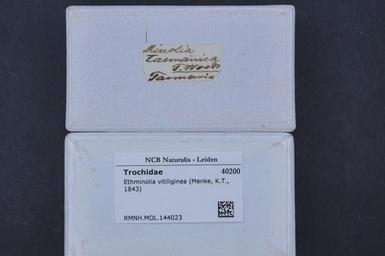 Minolia
tasmanica
T. Woods
Tasmania
NCB Naturalis - Leiden
Trochidae 40200
Ethminolia vitiliginea (Menke, K.T.,
1843)
RMNH.MOL.144023